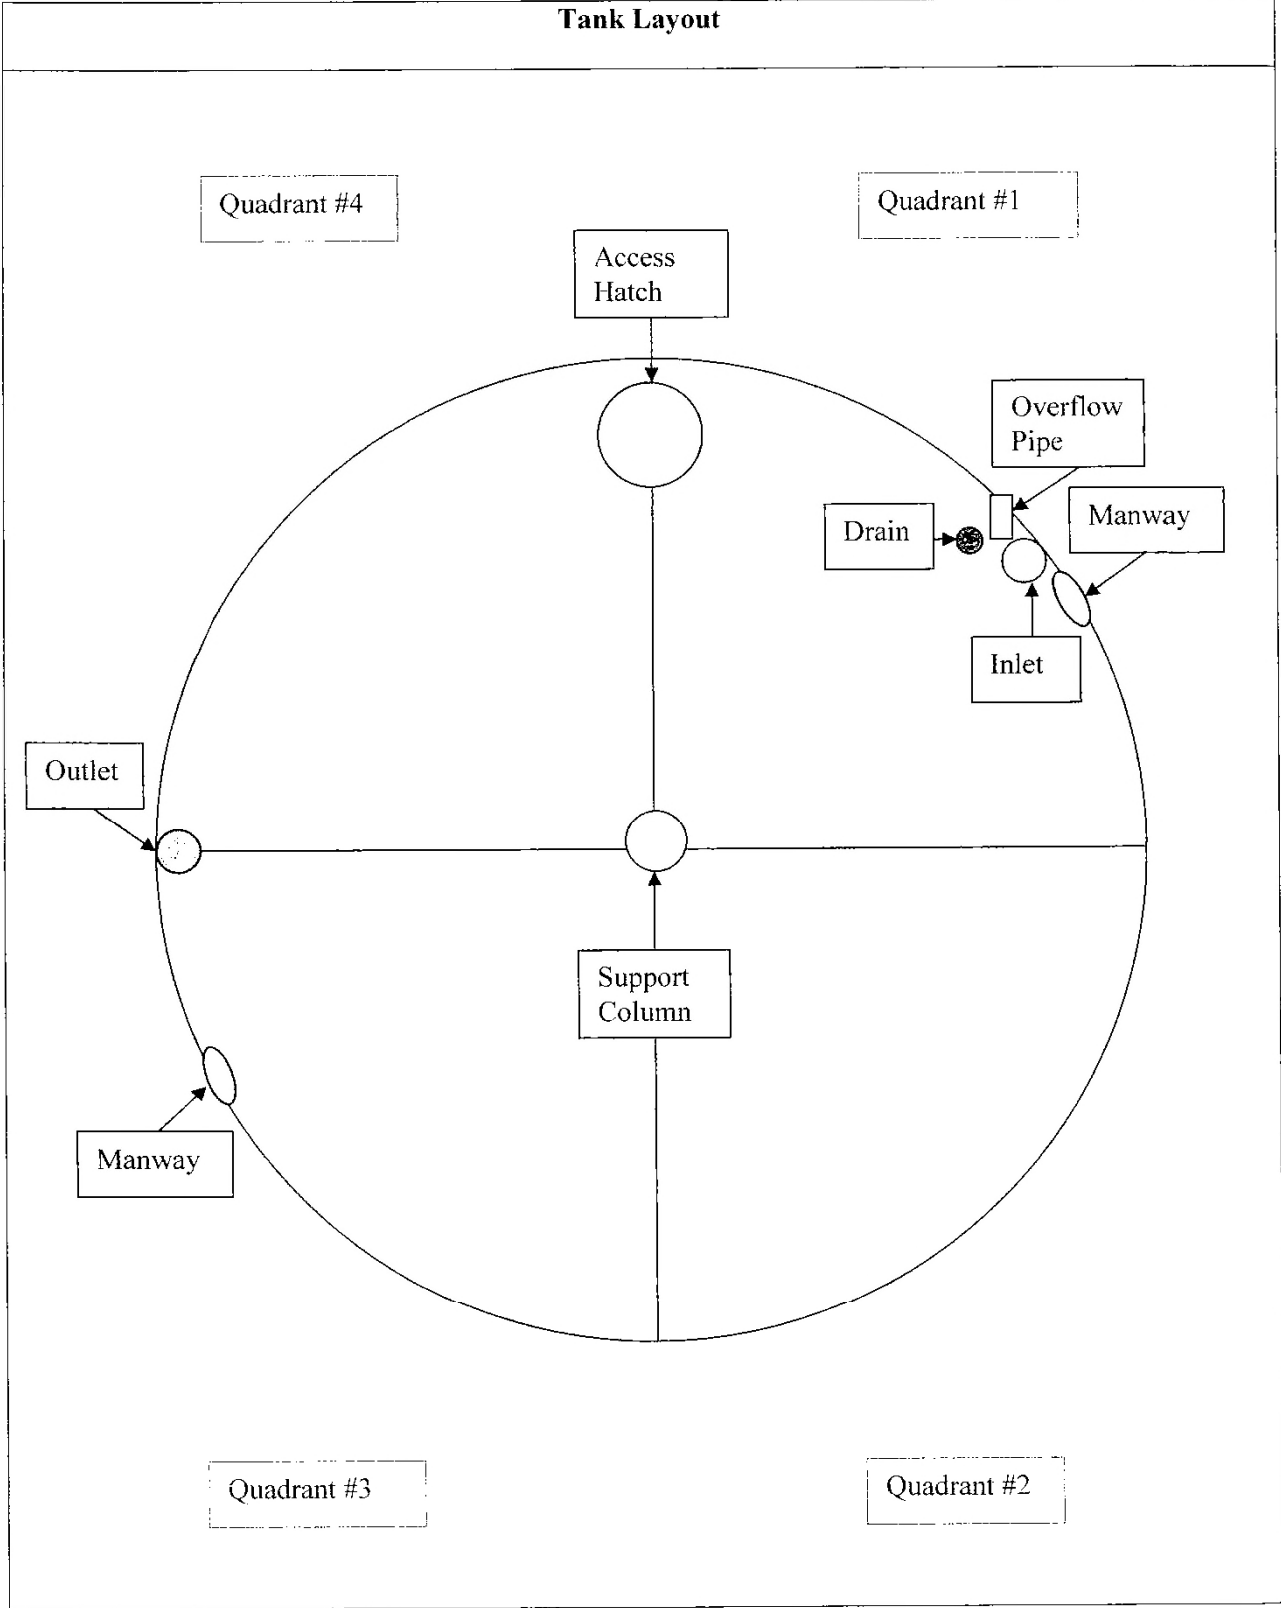 Tank Layout
Quadrant #4
Quadrant #1
Access
Hatch
Overflow
Pipe
Manway
Drain
Inlet
Outlet
Support
Column
Manway
Quadrant #3
Quadrant #2